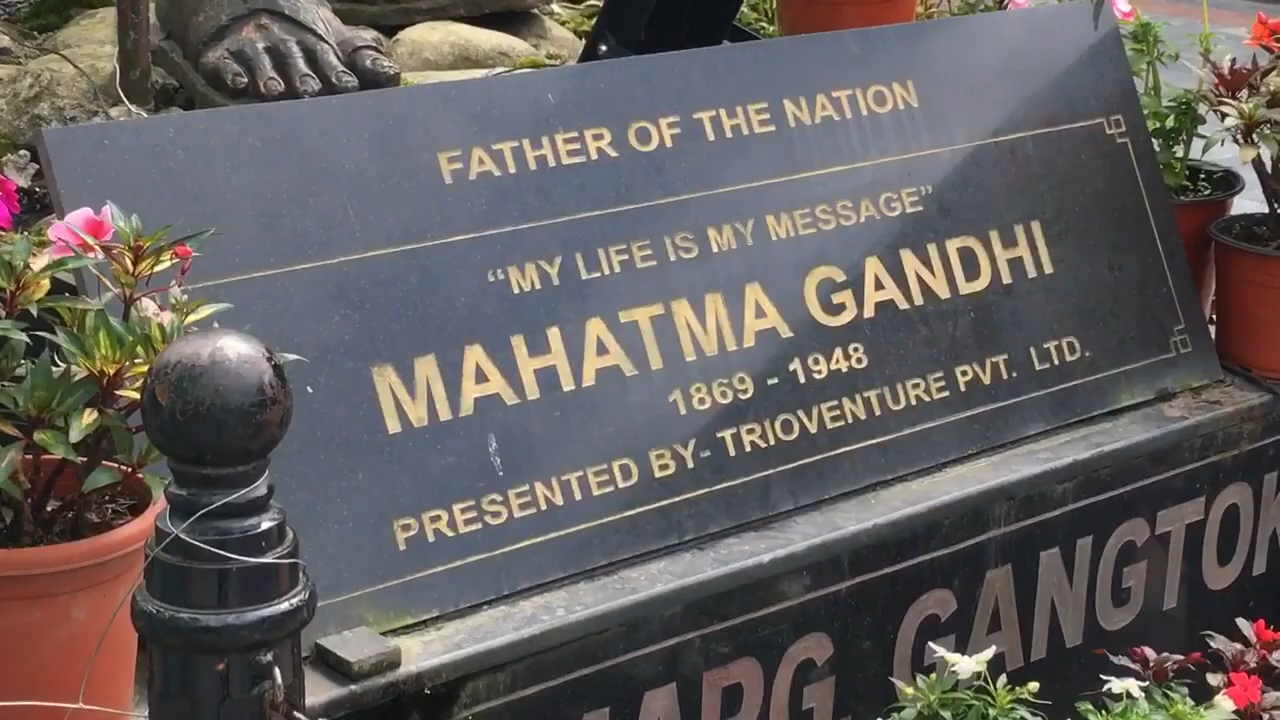 FATHER OF THE NATION
“MY LIFE IS MY MESSAGE”
MAHATMA GANDHI
1869 - 1948
PRESENTED BY- TRIOVENTURE PVT. LTD.
GANGTOK